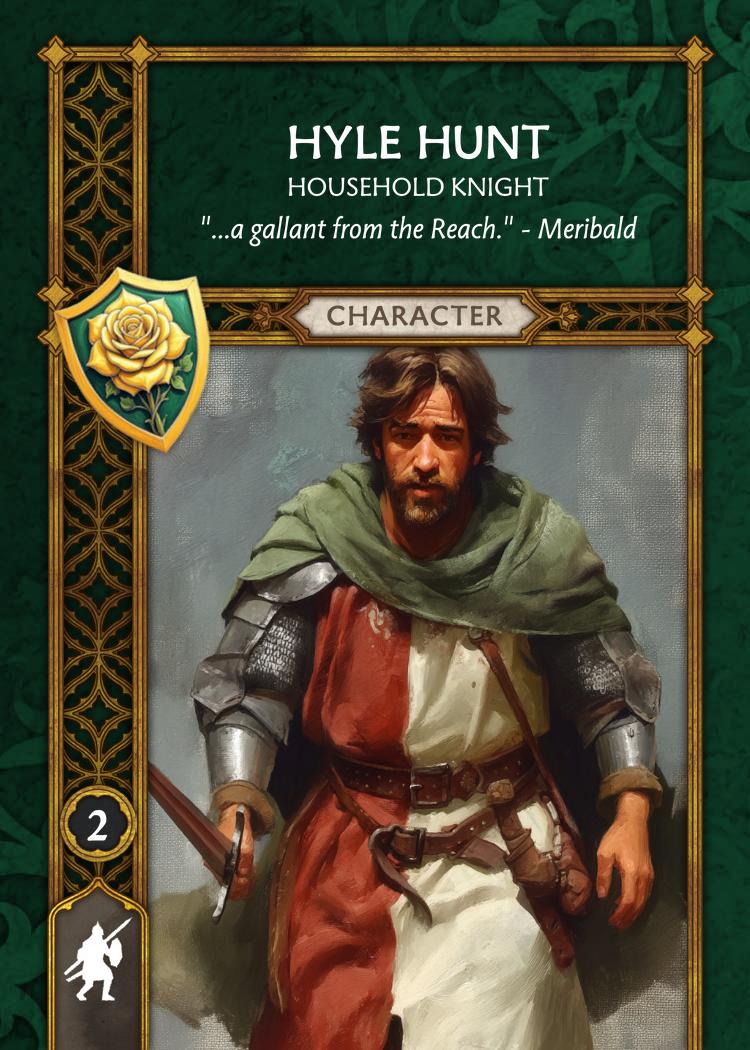 HYLE HUNT
HOUSEHOLD KNIGHT
"...a gallant from the Reach." - Meribald
CHARACTER
2